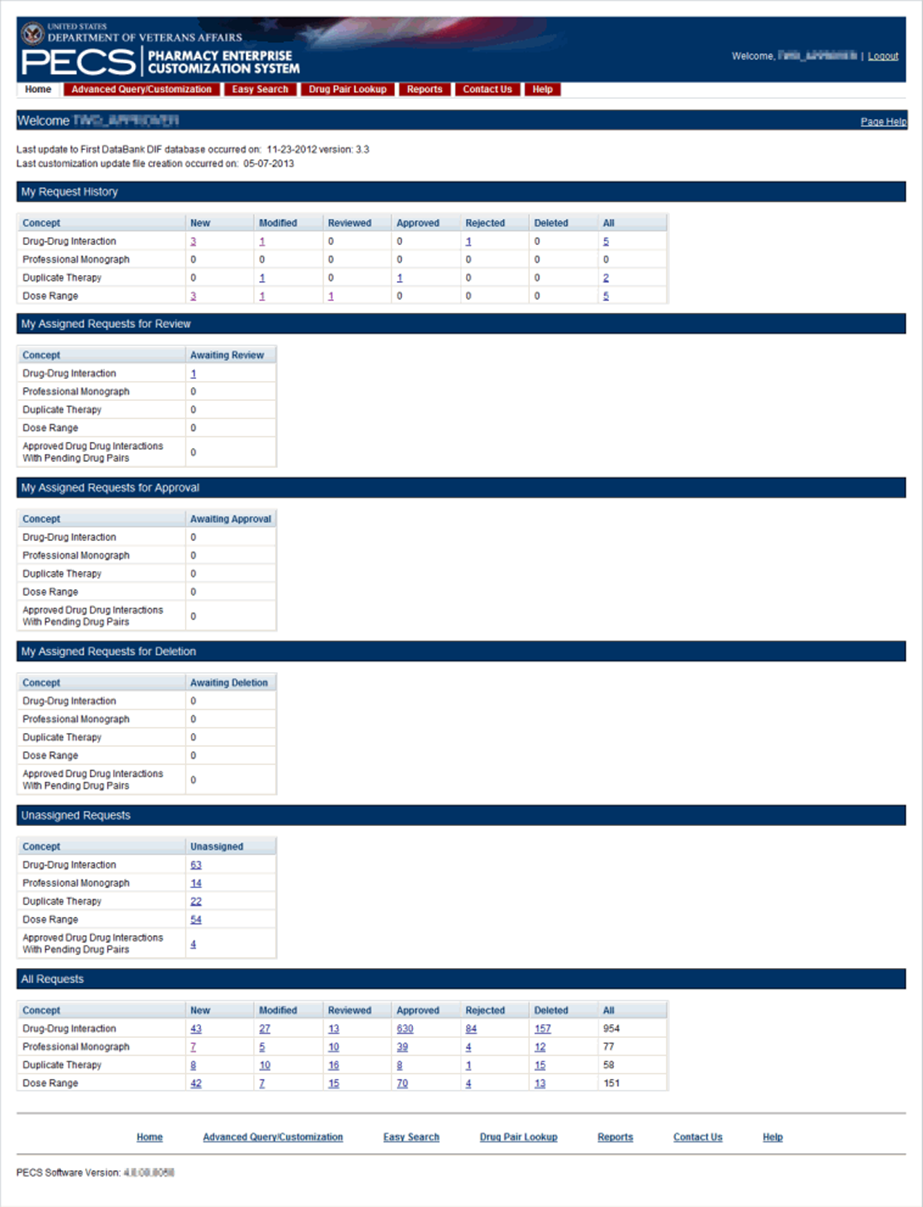 UNITED STATES
DEPARTMENT OF VETERANS AFFAIRS
PECS PHARMACY ENTERPRISE
CUSTOMIZATION SYSTEM
Welcome, | Logout
Home Advanced Query/Customization Easy Search Drug Pair Lookup Reports Contact Us Help
Welcome Page Help
Last update to First DataBank DIF database occurred on: 11-23-2012 version: 3.3
Last customization update file creation occurred on: 05-07-2013
My Request History
Concept New Modified Reviewed Approved Rejected Deleted All
Drug-Drug Interaction 3 1 0 0 1 0 5
Professional Monograph 0 0 0 0 0 0 0
Duplicate Therapy 0 1 0 1 0 0 2
Dose Range 3 1 1 0 0 0 5
My Assigned Requests for Review
Concept Awaiting Review
Drug-Drug Interaction 1
Professional Monograph 0
Duplicate Therapy 0
Dose Range 0
Approved Drug Drug Interactions
With Pending Drug Pairs 0
My Assigned Requests for Approval
Concept Awaiting Approval
Drug-Drug Interaction 0
Professional Monograph 0
Duplicate Therapy 0
Dose Range 0
Approved Drug Drug Interactions
With Pending Drug Pairs 0
My Assigned Requests for Deletion
Concept Awaiting Deletion
Drug-Drug Interaction 0
Professional Monograph 0
Duplicate Therapy 0
Dose Range 0
Approved Drug Drug Interactions
With Pending Drug Pairs 0
Unassigned Requests
Concept Unassigned
Drug-Drug Interaction 63
Professional Monograph 14
Duplicate Therapy 22
Dose Range 54
Approved Drug Drug Interactions
With Pending Drug Pairs 4
All Requests
Concept New Modified Reviewed Approved Rejected Deleted All
Drug-Drug Interaction 43 27 13 630 84 157 954
Professional Monograph 7 5 10 39 4 12 77
Duplicate Therapy 8 10 16 8 1 15 58
Dose Range 42 7 15 70 4 13 151
Home Advanced Query/Customization Easy Search Drug Pair Lookup Reports Contact Us Help
PECS Software Version: